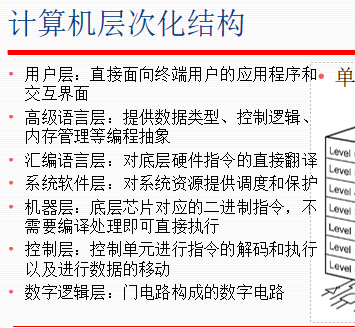 计算机层次化结构
用户层：直接面向终端用户的应用程序和
交互界面
高级语言层：提供数据类型、控制逻辑、
内存管理等编程抽象
汇编语言层：对底层硬件指令的直接翻译
系统软件层：对系统资源提供调度和保护
机器层：底层芯片对应的二进制指令，不
需要编译处理即可直接执行
控制层：控制单元进行指令的解码和执行
以及进行数据的移动
数字逻辑层：门电路构成的数字电路
单
Level
Level
Level
Level
Level
Level
Level